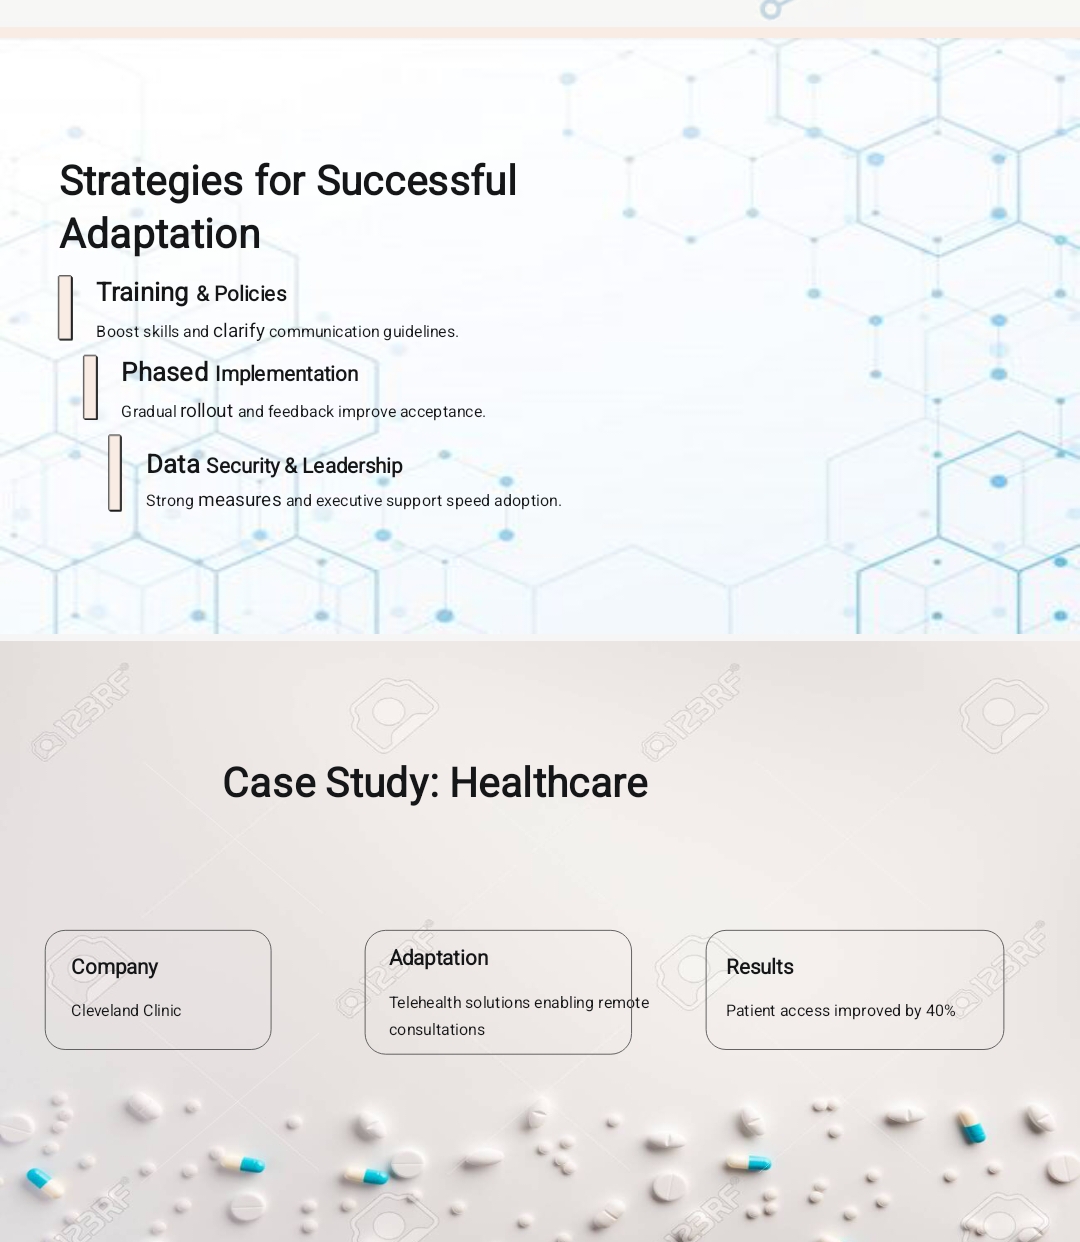 Strategies for Successful
Adaptation
Training & Policies
Boost skills and clarify communication guidelines.
Phased Implementation
Gradual rollout and feedback improve acceptance.
Data Security & Leadership
Strong measures and executive support speed adoption.
123RF
123RF
Case Study: Healthcare
123RF
123RF
Company
Cleveland Clinic
Adaptation
Telehealth solutions enabling remote
consultations
Results
Patient access improved by 40%
123RF
123RF